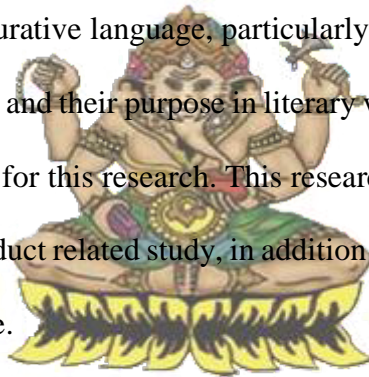 urative language, particularly
and their purpose in literary v
for this research. This researc
duct related study, in addition
e.